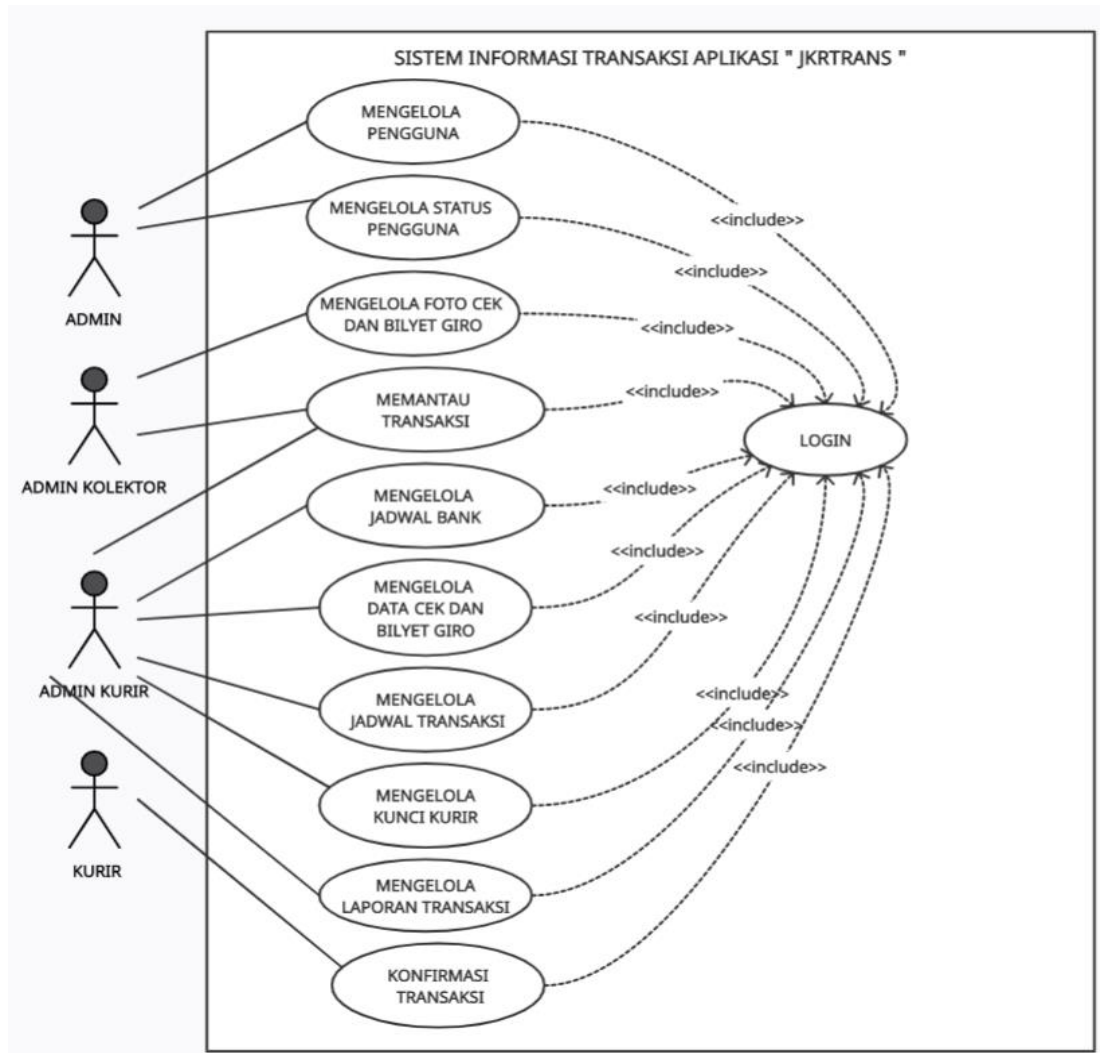 SISTEM INFORMASI TRANSAKSI APLIKASI " JKRTRANS "
MENGELOLA
PENGGUNA
<<include>>
MENGELOLA STATUS
PENGGUNA
<<include>>
ADMIN
MENGELOLA FOTO CEK
DAN BILYET GIRO
<<include>>
MEMANTAU
TRANSAKSI
<<include>>
LOGIN
ADMIN KOLEKTOR
MENGELOLA
JADWAL BANK
<<include>>
MENGELOLA
DATA CEK DAN
BILYET GIRO
<<include>>
ADMIN KURIR
MENGELOLA
JADWAL TRANSAKSI
<<include>>
MENGELOLA
KUNCI KURIR
<<include>>
KURIR
MENGELOLA
LAPORAN TRANSAKSI
<<include>>
KONFIRMASI
TRANSAKSI
<<include>>